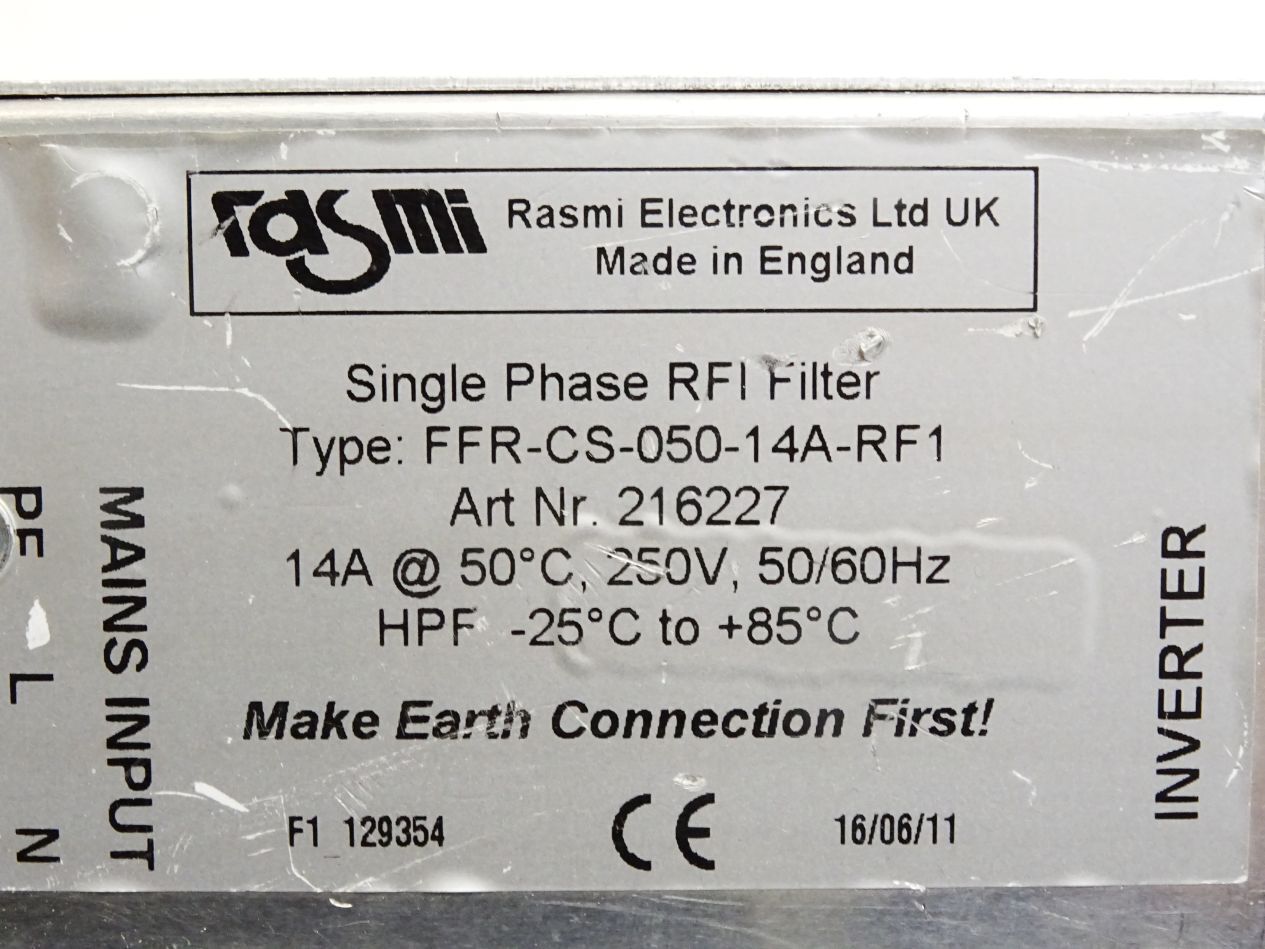 rasmi
Rasmi Electronics Ltd UK
Made in England
Single Phase RFI Filter
Type: FFR-CS-050-14A-RF1
Art Nr. 216227
14A @ 50°C, 250V, 50/60Hz
HPF -25°C to +85°C
Make Earth Connection First!
F1 129354
CE
16/06/11
PE
L
N
MAINS INPUT
INVERTER